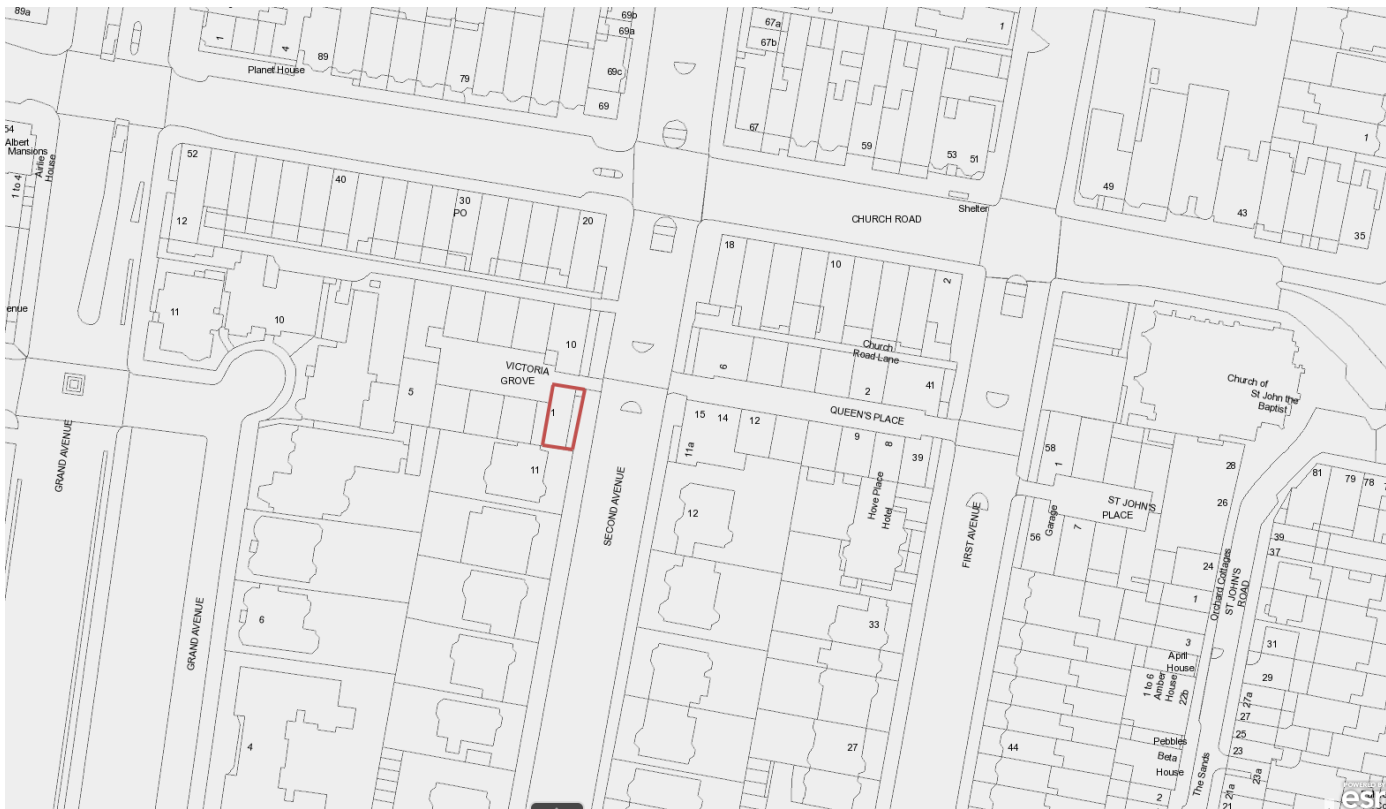 89a
69b
69a
67a
67b
1
1
4
89
Planet House
79
69c
69
67
59
53
51
1
54
Albert
Mansions
Airlie
House
1 to 4
52
40
30
PO
20
12
49
43
35
CHURCH ROAD
Shelter
18
10
2
enue
11
10
10
VICTORIA
GROVE
5
1
Church
Road Lane
6
2
41
QUEEN'S PLACE
Church of
St John the
Baptist
GRAND AVENUE
11
SECOND AVENUE
15
14
12
11a
9
8
39
12
Hove Place
Hotel
FIRST AVENUE
58
1
28
26
ST JOHN'S
PLACE
Garage
7
56
81
79
78
39
37
24
1
Orchard Cottages
ST JOHN'S
ROAD
GRAND AVENUE
6
33
3
April
House
1 to 6
Amber
House
22b
31
29
27a
27
25
23
23a
21a
21
4
27
44
Pebbles
Beta
House
2
The Sands
POWERED BY
esr